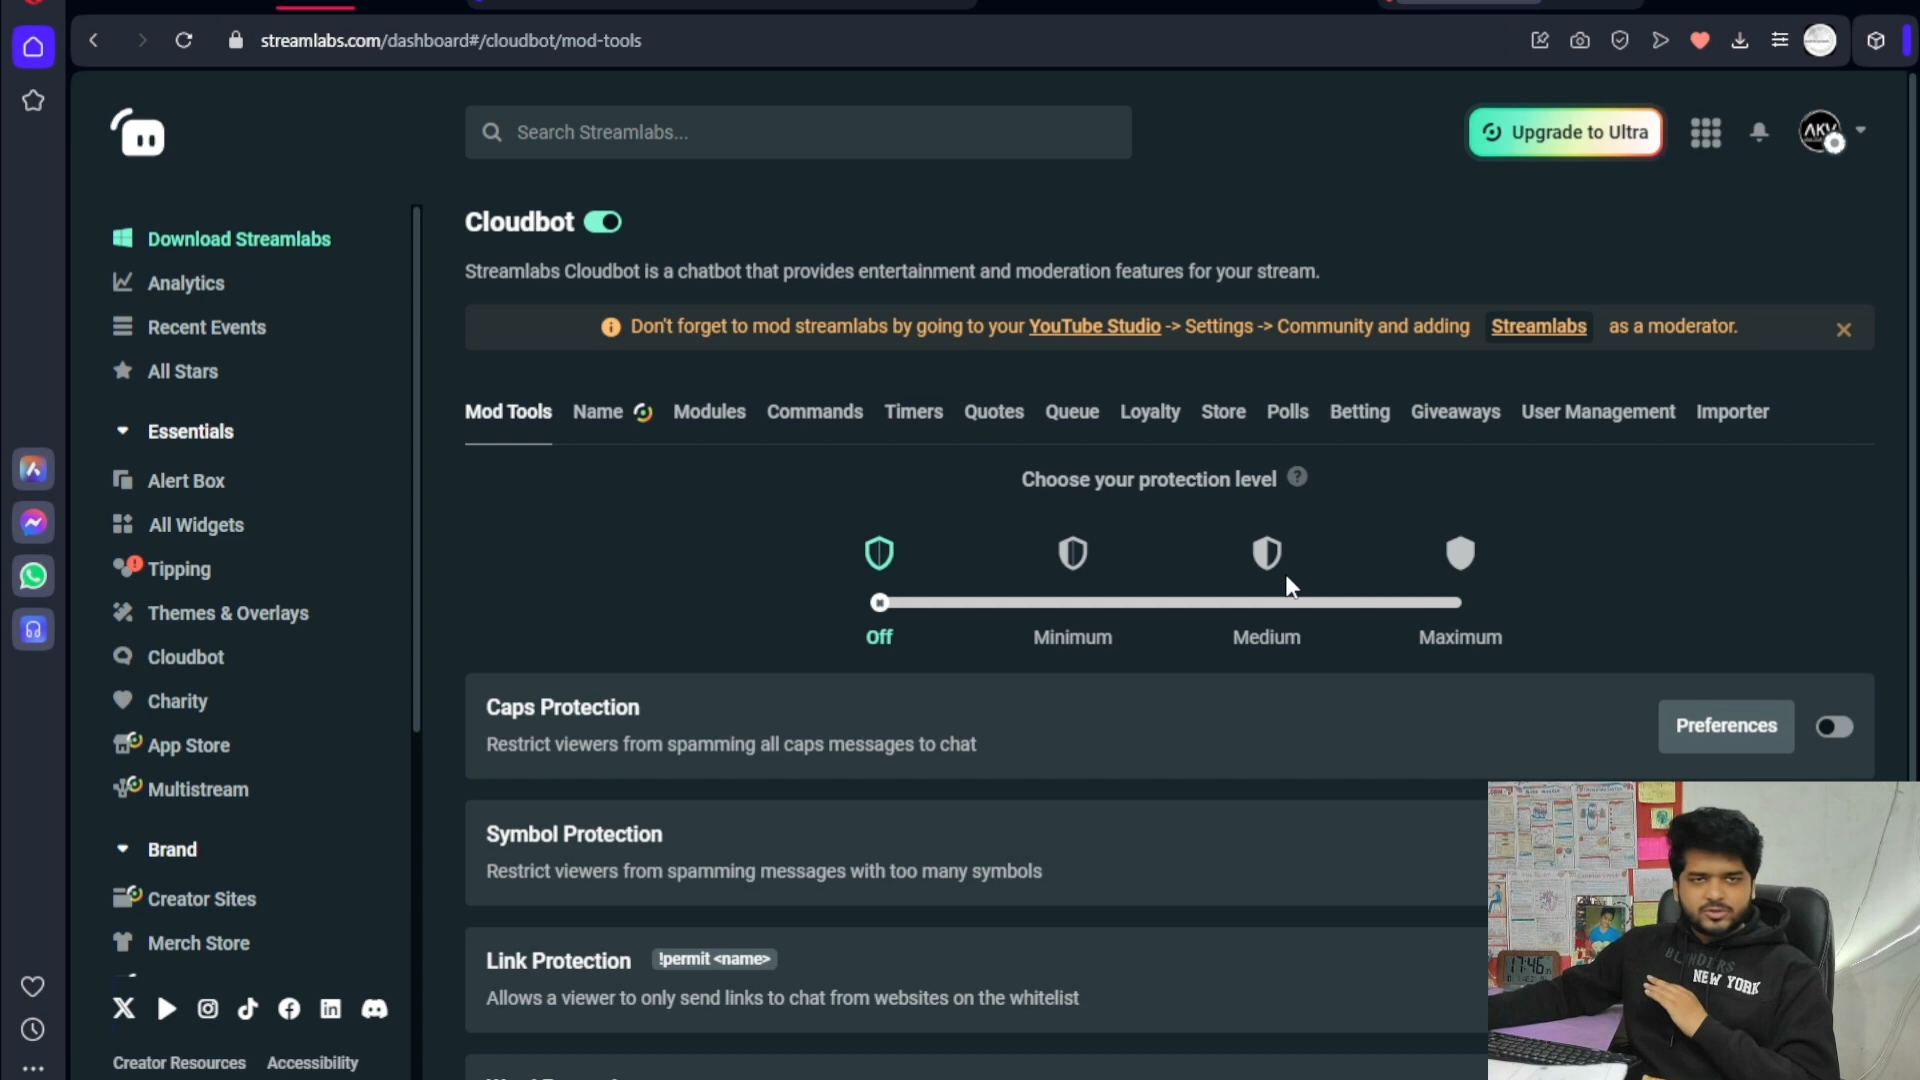 streamlabs.com/dashboard#/cloudbot/mod-tools
Search Streamlabs...
Upgrade to Ultra
AKV
Download Streamlabs
Analytics
Recent Events
All Stars
Essentials
Alert Box
All Widgets
Tipping
Themes & Overlays
Cloudbot
Charity
App Store
Multistream
Brand
Creator Sites
Merch Store
Creator Resources Accessibility
Cloudbot
Streamlabs Cloudbot is a chatbot that provides entertainment and moderation features for your stream.
Don't forget to mod streamlabs by going to your YouTube Studio -> Settings -> Community and adding Streamlabs as a moderator.
Mod Tools Name Modules Commands Timers Quotes Queue Loyalty Store Polls Betting Giveaways User Management Importer
Choose your protection level
Off Minimum Medium Maximum
Caps Protection
Restrict viewers from spamming all caps messages to chat
Preferences
Symbol Protection
Restrict viewers from spamming messages with too many symbols
Link Protection !permit <name>
Allows a viewer to only send links to chat from websites on the whitelist
17:46
BLINDERS
NEW YORK